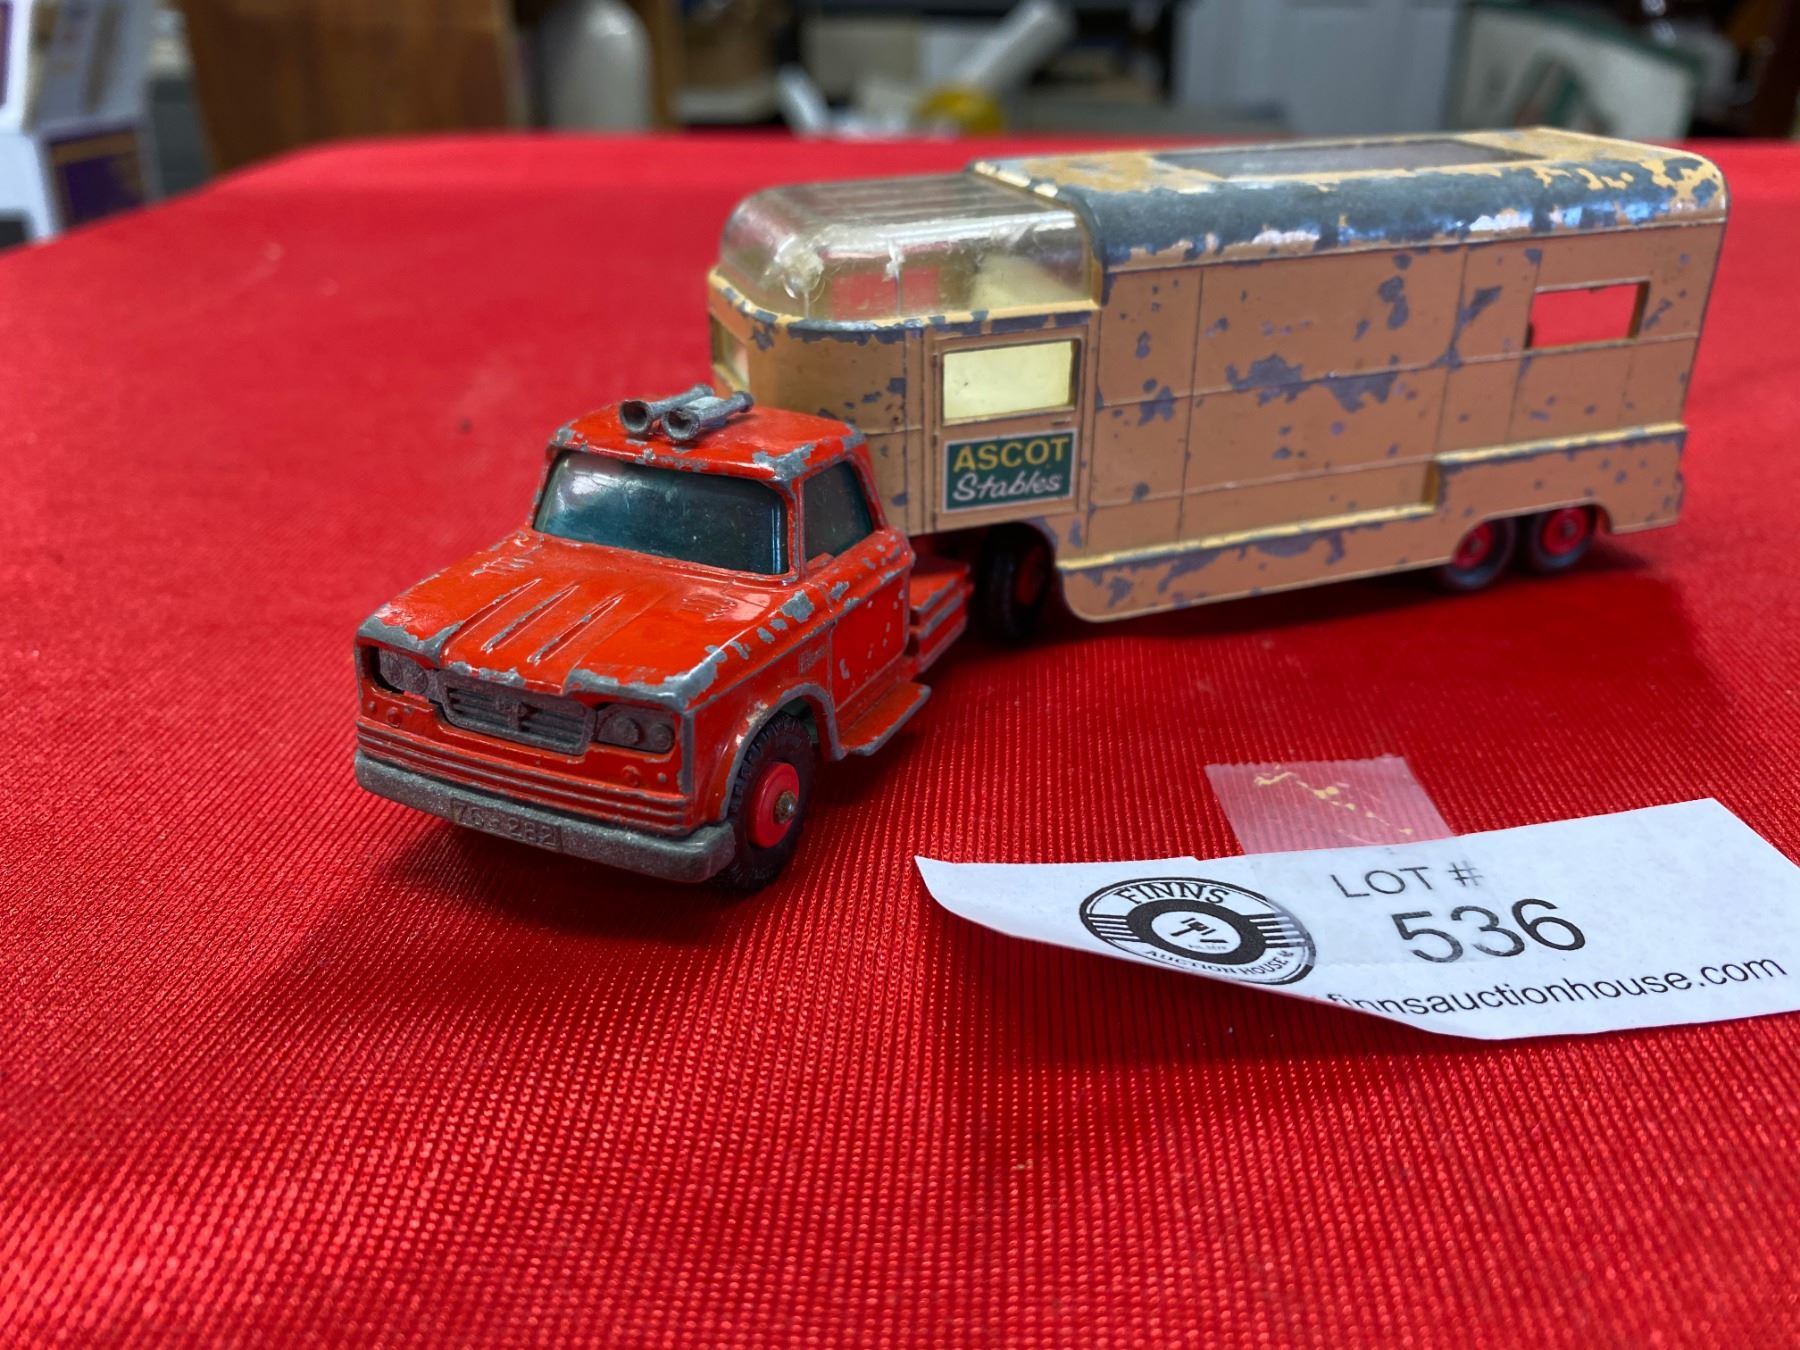 ASCOT
Stables
LOT #
536
FINNS
AUCTION HOUSE
finnsauctionhouse.com